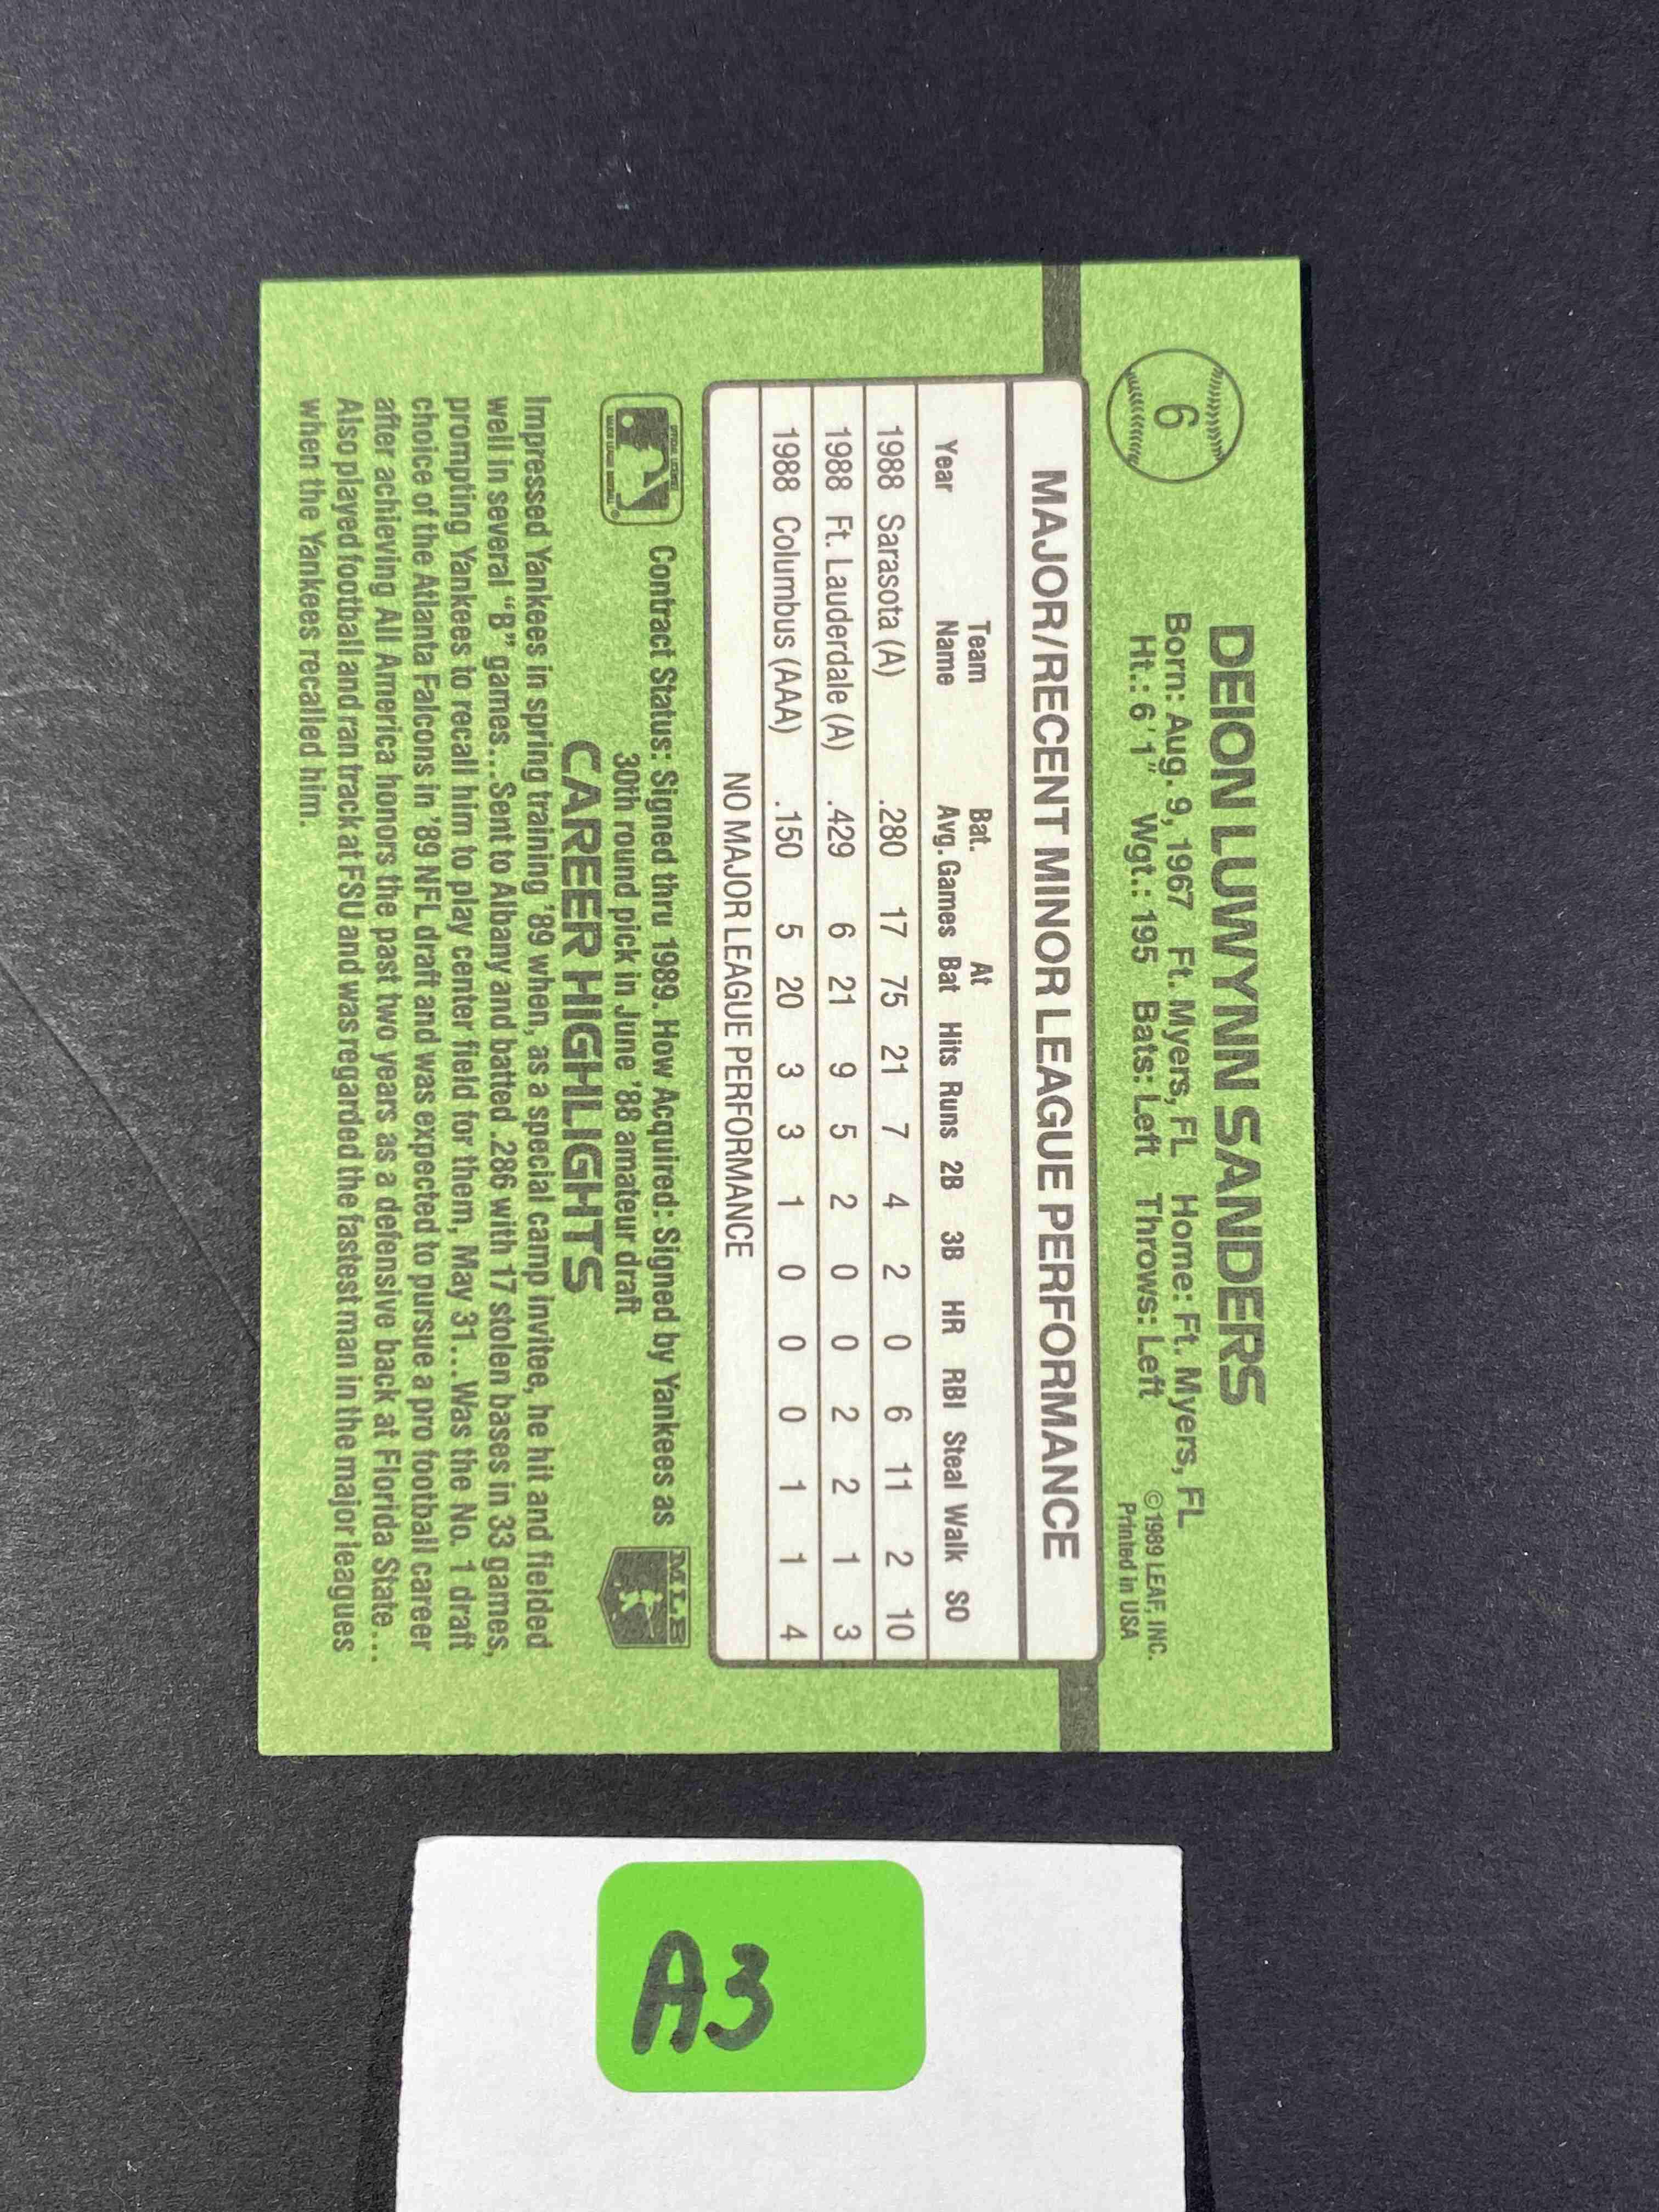 6
DEION LUWYNN SANDERS
Born: Aug. 9, 1967 Ft. Myers, FL Home: Ft. Myers, FL
Ht.: 6'1" Wgt.: 195 Bats: Left Throws: Left
© 1989 LEAF, INC.
Printed in USA
MAJOR/RECENT MINOR LEAGUE PERFORMANCE
Team Bat. At
Year Name Avg. Games Bat Hits Runs 2B 3B HR RBI Steal Walk SO
1988 Sarasota (A) .280 17 75 21 7 4 2 0 6 11 2 10
1988 Ft. Lauderdale (A) .429 6 21 9 5 2 0 0 2 2 1 3
1988 Columbus (AAA) .150 5 20 3 3 1 0 0 0 1 1 4
NO MAJOR LEAGUE PERFORMANCE
Contract Status: Signed thru 1989. How Acquired: Signed by Yankees as
30th round pick in June '88 amateur draft
MLB
CAREER HIGHLIGHTS
Impressed Yankees in spring training '89 when, as a special camp invitee, he hit and fielded
well in several "B" games...Sent to Albany and batted .286 with 17 stolen bases in 33 games,
prompting Yankees to recall him to play center field for them, May 31...Was the No. 1 draft
choice of the Atlanta Falcons in '89 NFL draft and was expected to pursue a pro football career
after achieving All America honors the past two years as a defensive back at Florida State...
Also played football and ran track at FSU and was regarded the fastest man in the major leagues
when the Yankees recalled him.
A3